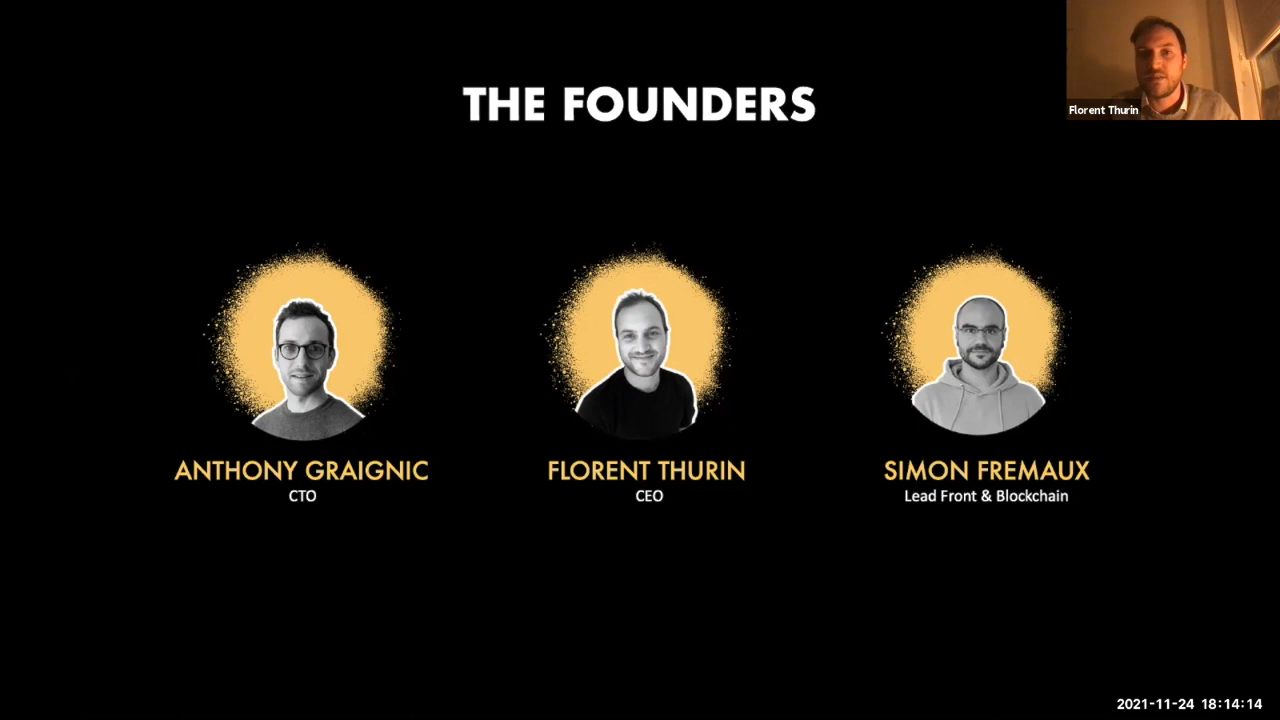 THE FOUNDERS
Florent Thurin
ANTHONY GRAIGNIC
CTO
FLORENT THURIN
CEO
SIMON FREMAUX
Lead Front & Blockchain
2021-11-24 18:14:14